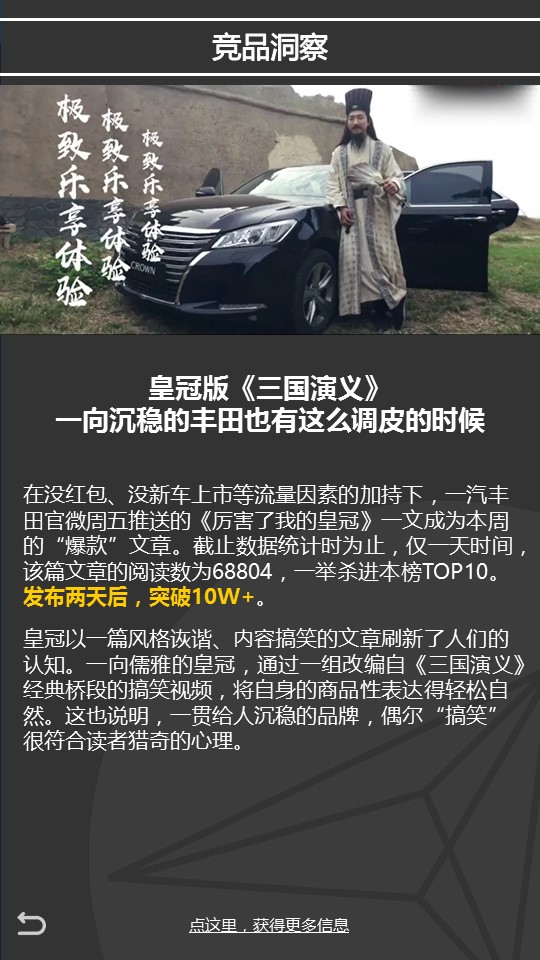 竞品洞察
极致乐享体验
极致乐享体验
极致乐享体验
CROWN
皇冠版《三国演义》
一向沉稳的丰田也有这么调皮的时候
在没红包、没新车上市等流量因素的加持下，一汽丰
田官微周五推送的《厉害了我的皇冠》一文成为本周
的“爆款”文章。截止数据统计时为止，仅一天时间，
该篇文章的阅读数为68804，一举杀进本榜TOP10。
发布两天后，突破10W+。
皇冠以一篇风格诙谐、内容搞笑的文章刷新了人们的
认知。一向儒雅的皇冠，通过一组改编自《三国演义》
经典桥段的搞笑视频，将自身的商品性表达得轻松自
然。这也说明，一贯给人沉稳的品牌，偶尔“搞笑”
很符合读者猎奇的心理。
点这里，获得更多信息